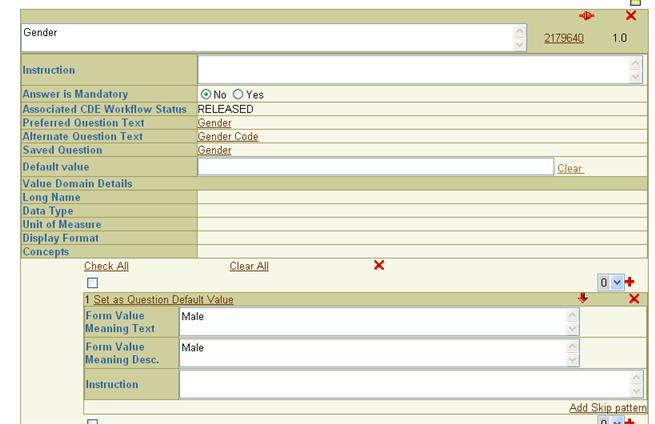 Gender 2179640 1.0
Instruction
Answer is Mandatory No Yes
Associated CDE Workflow Status RELEASED
Preferred Question Text Gender
Alternate Question Text Gender Code
Saved Question Gender
Default value Clear
Value Domain Details
Long Name
Data Type
Unit of Measure
Display Format
Concepts
Check All Clear All
0
1 Set as Question Default Value
Form Value Meaning Text Male
Form Value Meaning Desc. Male
Instruction
Add Skip pattern
0